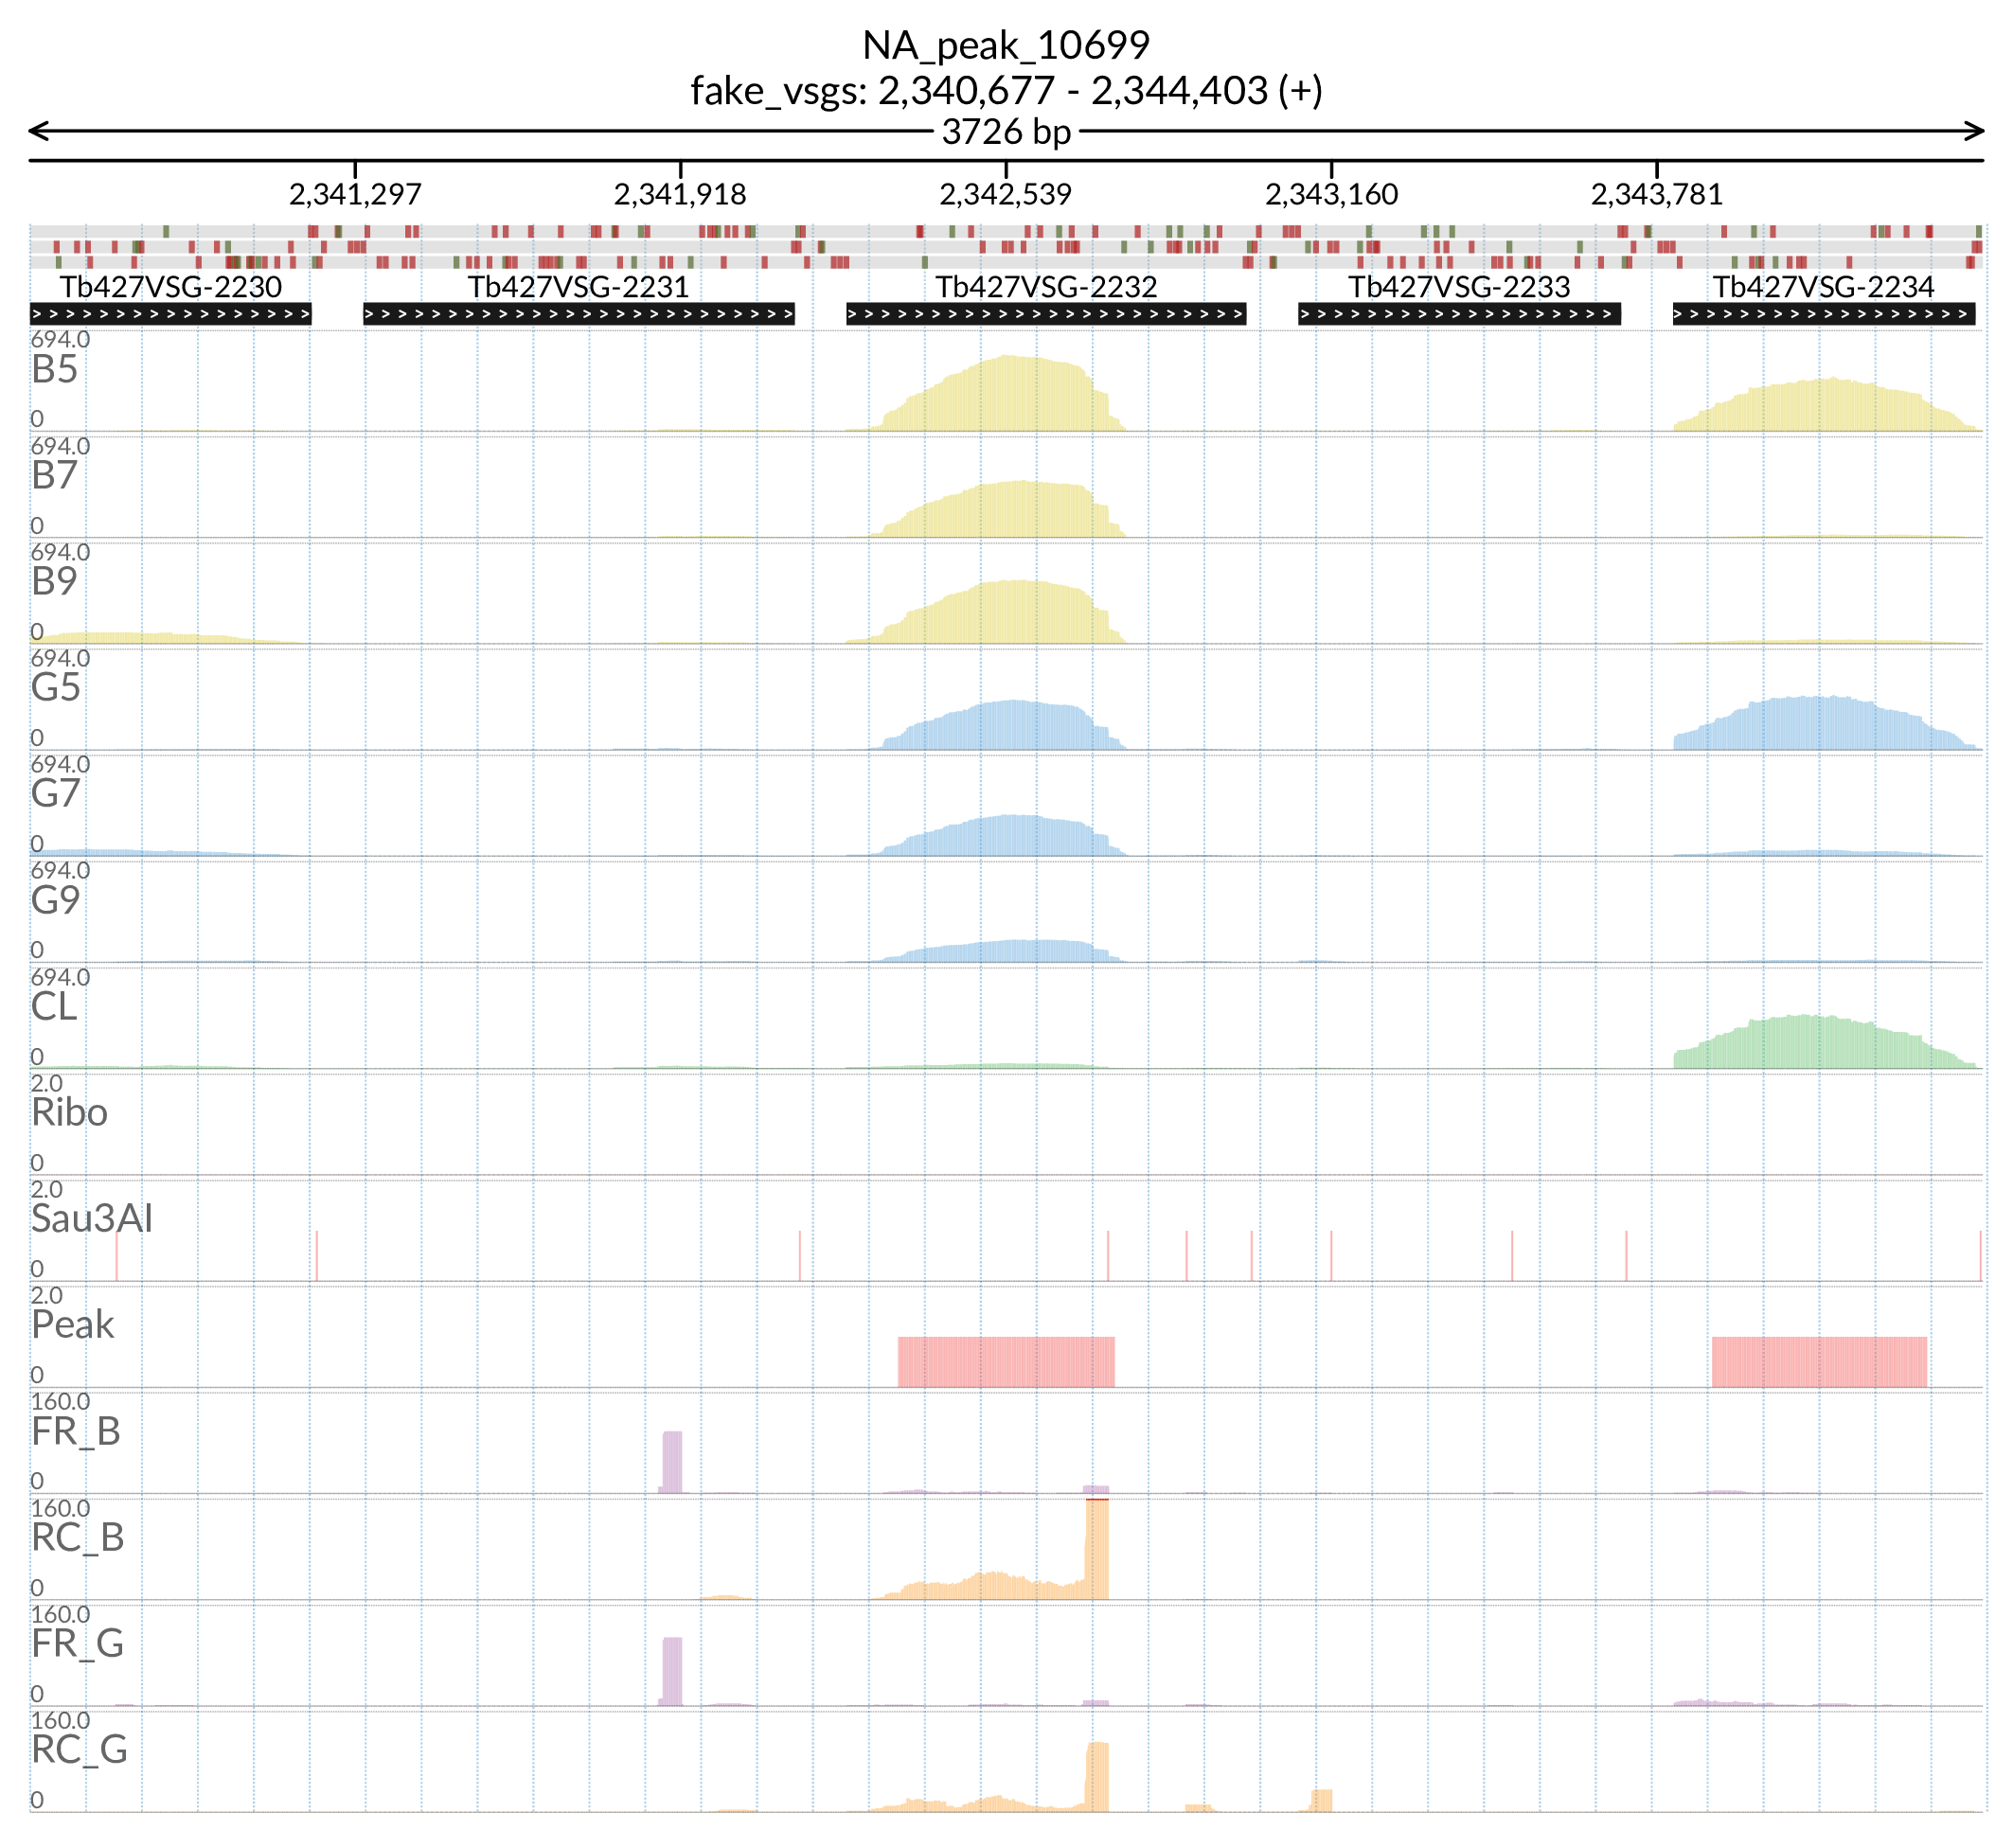 NA_peak_10699
fake_vsgs: 2,340,677 - 2,344,403 (+)
3726 bp
2,341,297 2,341,918 2,342,539 2,343,160 2,343,781
Tb427VSG-2230 Tb427VSG-2231 Tb427VSG-2232 Tb427VSG-2233 Tb427VSG-2234
694.0
B5
0
694.0
B7
0
694.0
B9
0
694.0
G5
0
694.0
G7
0
694.0
G9
0
694.0
CL
0
2.0
Ribo
0
2.0
Sau3AI
0
2.0
Peak
0
160.0
FR_B
0
160.0
RC_B
0
160.0
FR_G
0
160.0
RC_G
0